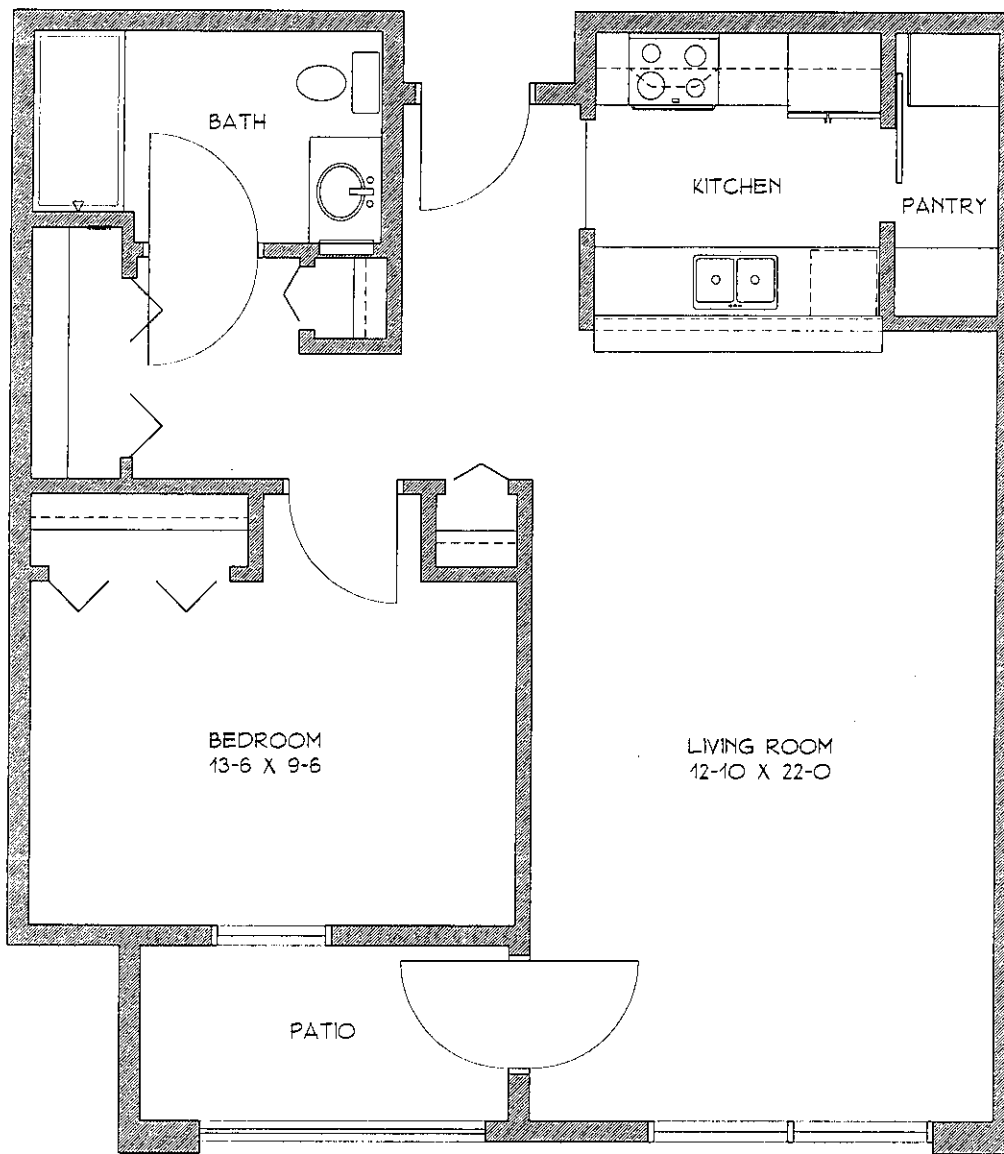 BATH
KITCHEN
PANTRY
BEDROOM
13-6 X 9-6
LIVING ROOM
12-10 X 22-0
PATIO